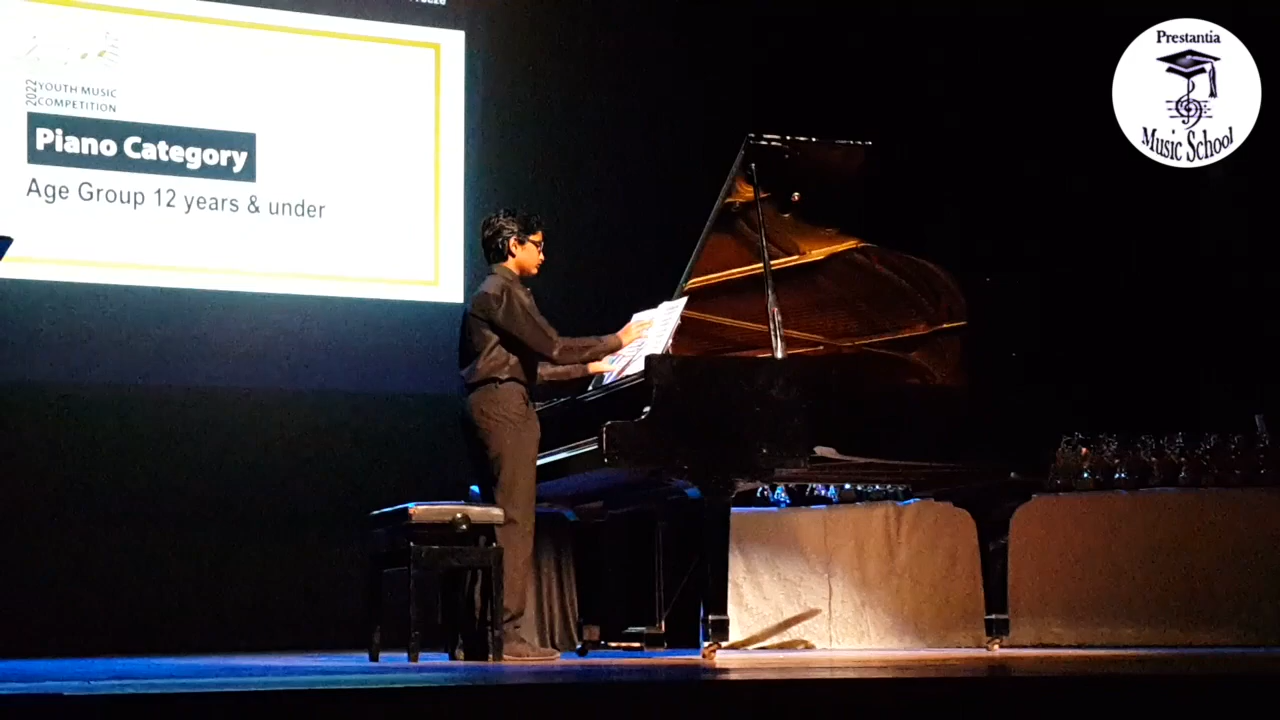 2022
YOUTH MUSIC
COMPETITION
Piano Category
Age Group 12 years & under
Prestantia
Music School